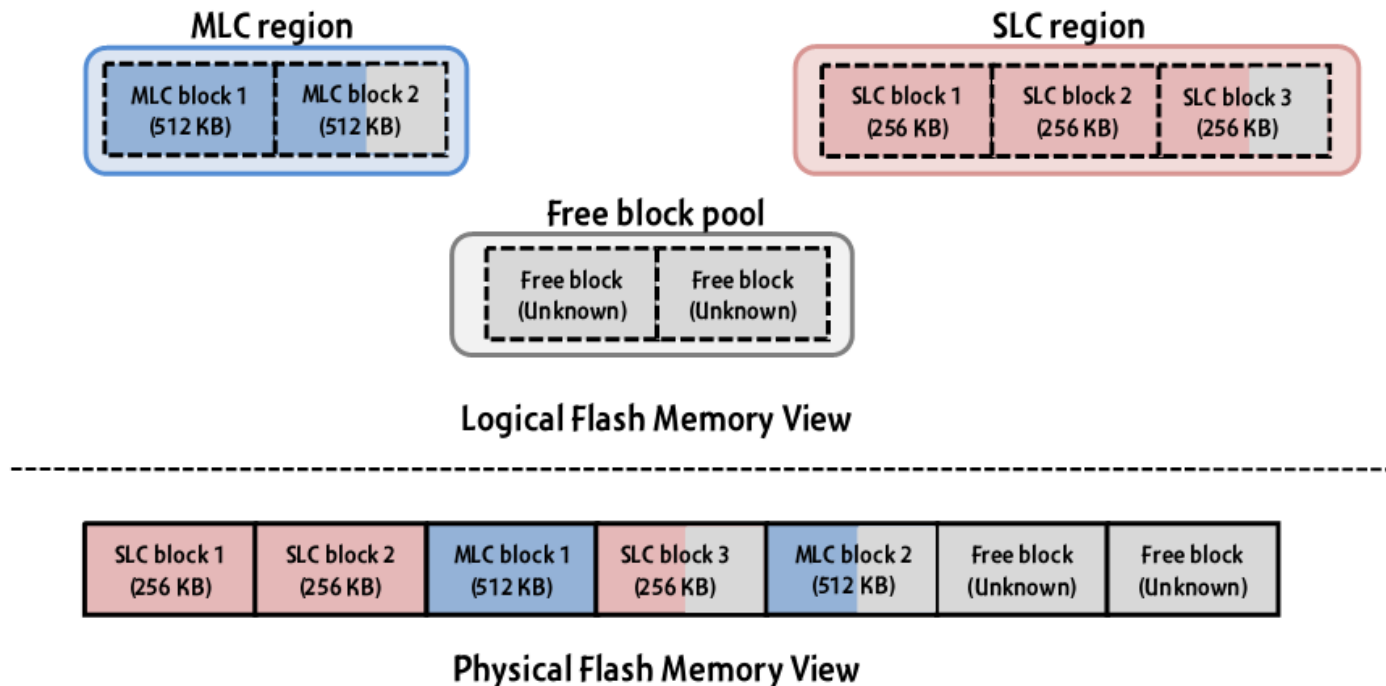 MLC region
SLC region
MLC block 1
(512 KB)
MLC block 2
(512 KB)
SLC block 1
(256 KB)
SLC block 2
(256 KB)
SLC block 3
(256 KB)
Free block pool
Free block
(Unknown)
Free block
(Unknown)
Logical Flash Memory View
SLC block 1
(256 KB)
SLC block 2
(256 KB)
MLC block 1
(512 KB)
SLC block 3
(256 KB)
MLC block 2
(512 KB)
Free block
(Unknown)
Free block
(Unknown)
Physical Flash Memory View